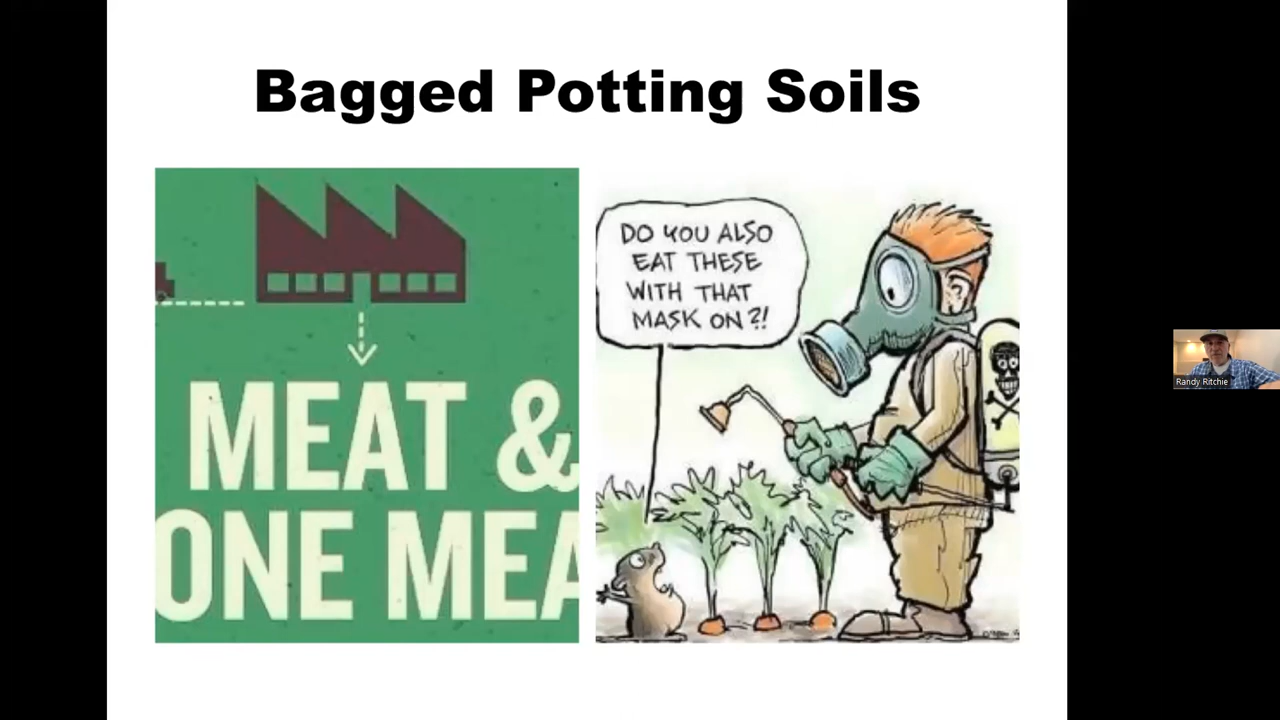 Bagged Potting Soils
MEAT &
ONE MEA
DO YOU ALSO
EAT THESE
WITH THAT
MASK ON?!
Randy Ritchie